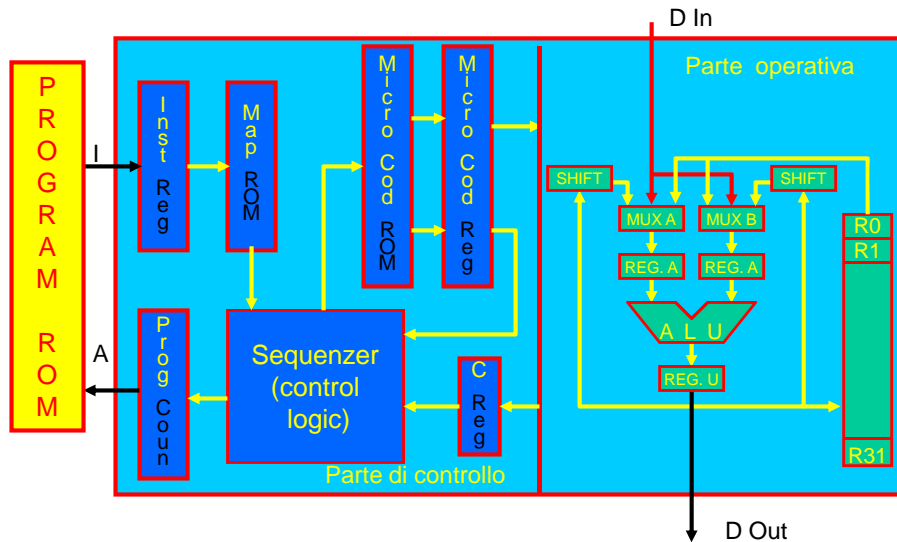 D In
PROGRAM ROM
I
A
Inst Reg
Map ROM
Micro Cod ROM
Micro Cod Reg
Prog Coun
Sequenzer
(control
logic)
C Reg
Parte di controllo
Parte operativa
SHIFT
SHIFT
MUX A
MUX B
REG. A
REG. A
A L U
REG. U
R0
R1
R31
D Out